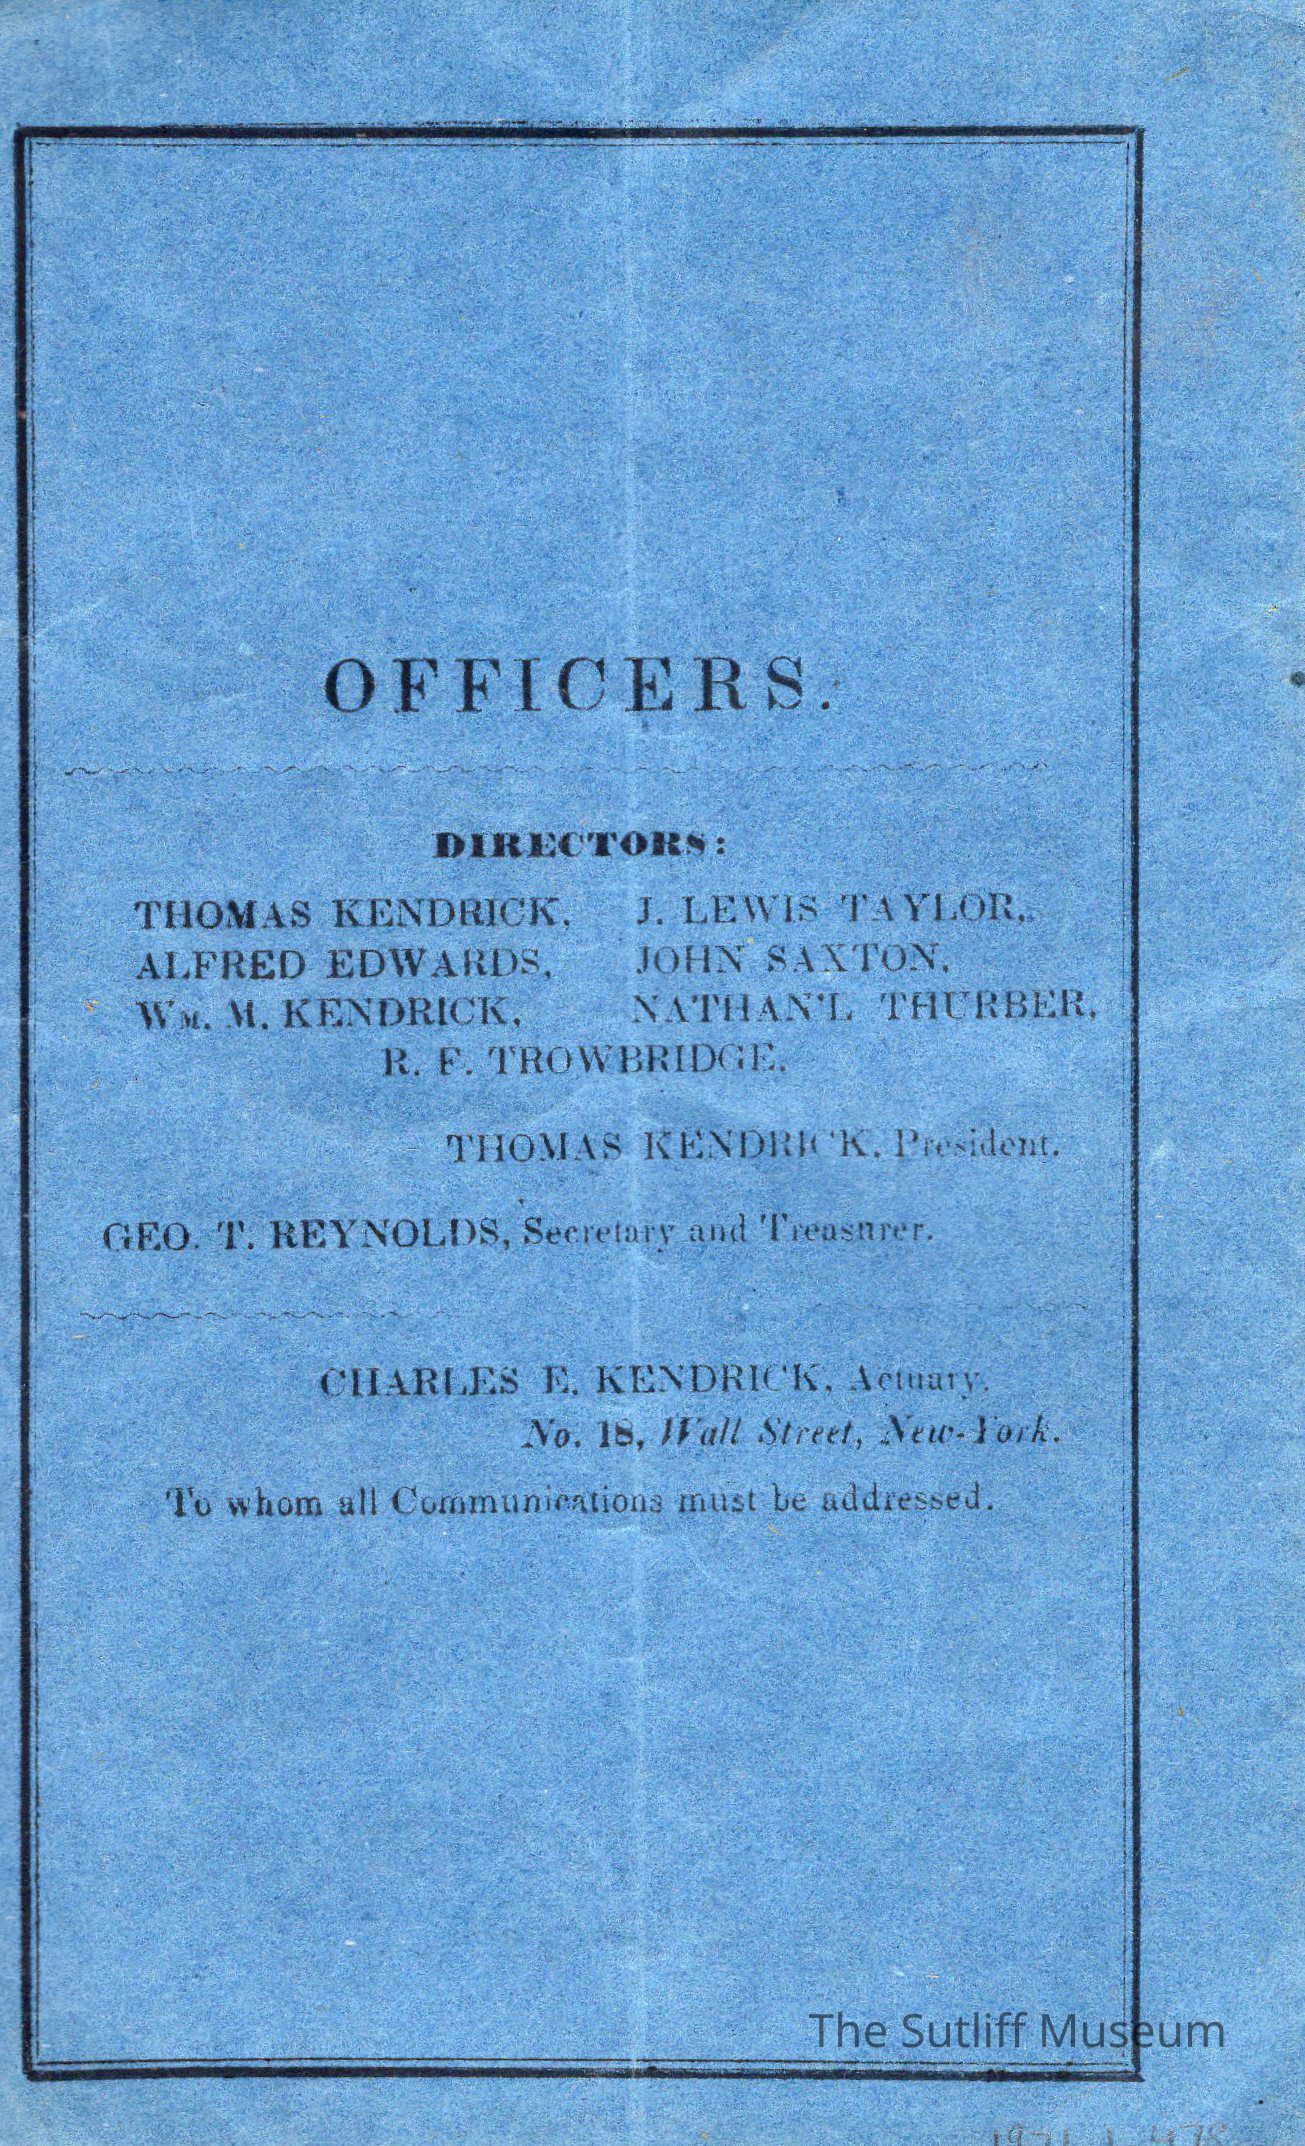 OFFICERS.
DIRECTORS:
THOMAS KENDRICK, J. LEWIS TAYLOR,
ALFRED EDWARDS, JOHN SAXTON,
WM. M. KENDRICK, NATHAN'L THURBER,
R. F. TROWBRIDGE.
THOMAS KENDRICK, President.
GEO. T. REYNOLDS, Secretary and Treasurer.
CHARLES E. KENDRICK, Actuary.
No. 18, Wall Street, New-York.
To whom all Communications must be addressed.
The Sutliff Museum